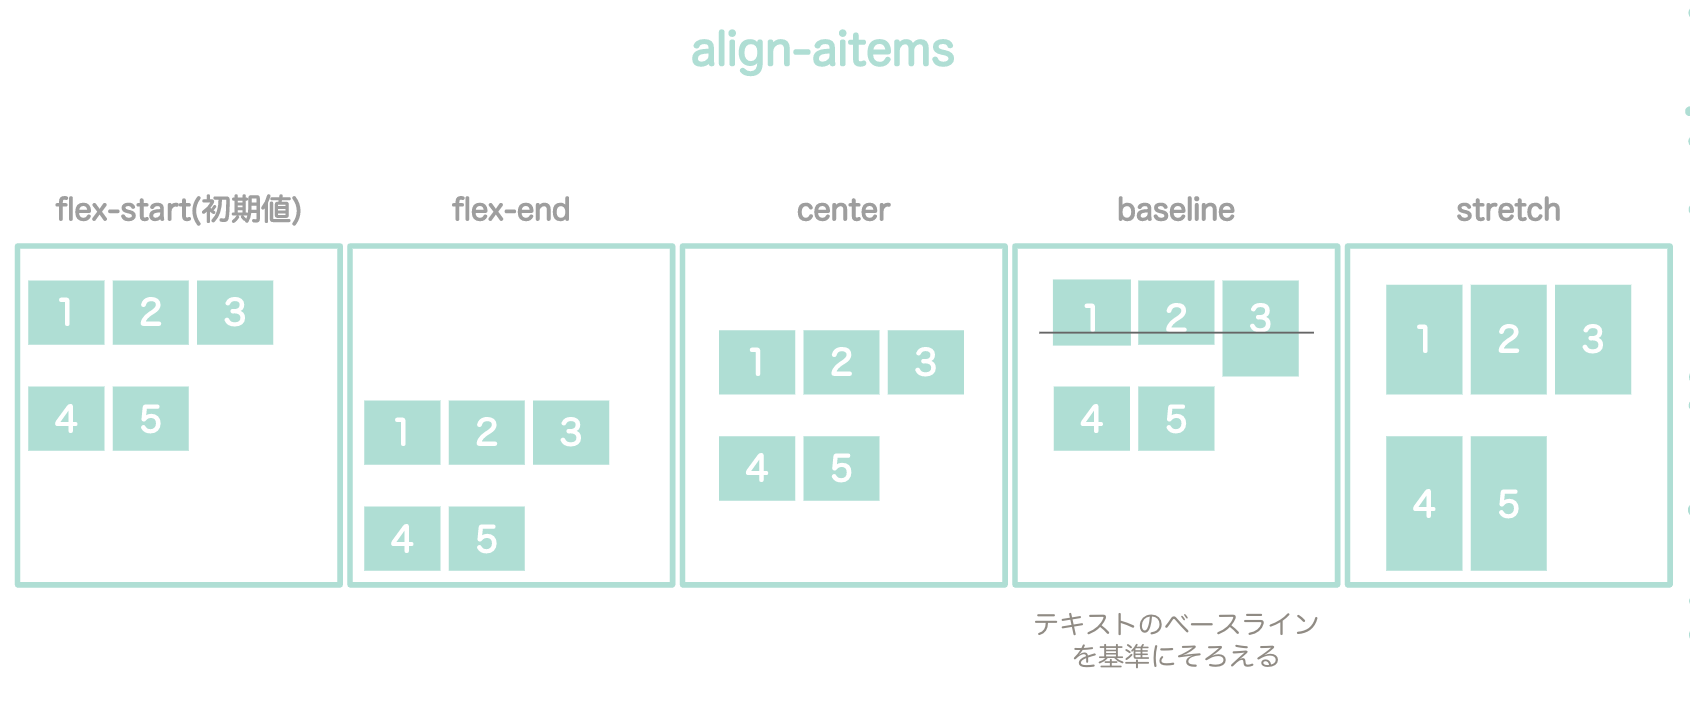 align-aitems
flex-start(初期値)
flex-end
center
baseline
stretch
1 2 3
4 5
1 2 3
4 5
1 2 3
4 5
1 2 3
4 5
1 2 3
4 5
テキストのベースライン
を基準にそろえる